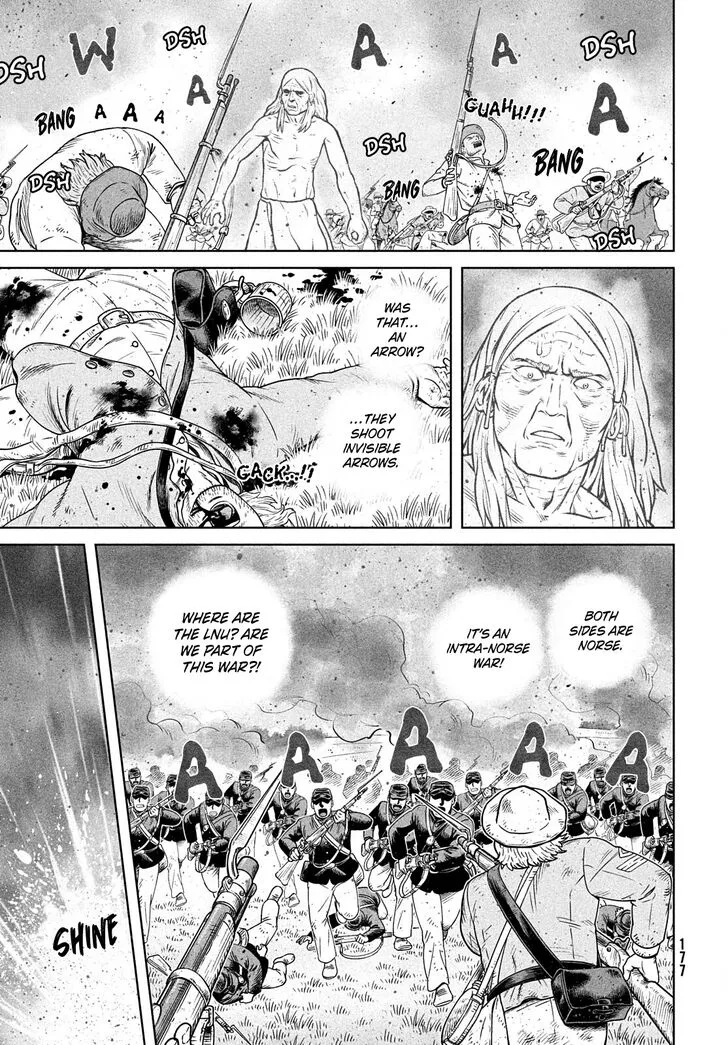 W A A A
A A A A
DSH
DSH
DSH
BANG
DSH
DSH
GUAHH!!!
BANG
BANG
DSH
DSH
WAS
THAT...
AN
ARROW?
...THEY
SHOOT
INVISIBLE
ARROWS.
GACK...!!
BOTH
SIDES ARE
NORSE.
IT'S AN
INTRA-NORSE
WAR!
WHERE ARE
THE LNU? ARE
WE PART OF
THIS WAR?!
A A A A A
SHINE
177